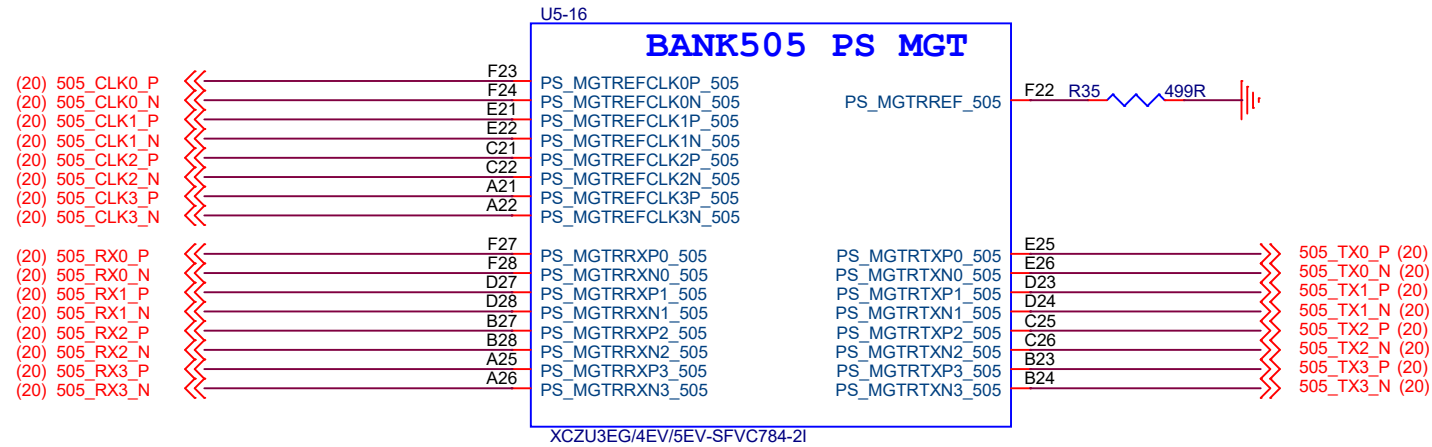 U5-16
BANK505 PS MGT
(20) 505_CLK0_P F23 PS_MGTREFCLK0P_505
(20) 505_CLK0_N F24 PS_MGTREFCLK0N_505 PS_MGTRREF_505 F22 R35 499R
(20) 505_CLK1_P E21 PS_MGTREFCLK1P_505
(20) 505_CLK1_N E22 PS_MGTREFCLK1N_505
(20) 505_CLK2_P C21 PS_MGTREFCLK2P_505
(20) 505_CLK2_N C22 PS_MGTREFCLK2N_505
(20) 505_CLK3_P A21 PS_MGTREFCLK3P_505
(20) 505_CLK3_N A22 PS_MGTREFCLK3N_505
(20) 505_RX0_P F27 PS_MGTRRXP0_505 PS_MGTRTXP0_505 E25 505_TX0_P (20)
(20) 505_RX0_N F28 PS_MGTRRXN0_505 PS_MGTRTXN0_505 E26 505_TX0_N (20)
(20) 505_RX1_P D27 PS_MGTRRXP1_505 PS_MGTRTXP1_505 D23 505_TX1_P (20)
(20) 505_RX1_N D28 PS_MGTRRXN1_505 PS_MGTRTXN1_505 D24 505_TX1_N (20)
(20) 505_RX2_P B27 PS_MGTRRXP2_505 PS_MGTRTXP2_505 C25 505_TX2_P (20)
(20) 505_RX2_N B28 PS_MGTRRXN2_505 PS_MGTRTXN2_505 C26 505_TX2_N (20)
(20) 505_RX3_P A25 PS_MGTRRXP3_505 PS_MGTRTXP3_505 B23 505_TX3_P (20)
(20) 505_RX3_N A26 PS_MGTRRXN3_505 PS_MGTRTXN3_505 B24 505_TX3_N (20)
XCZU3EG/4EV/5EV-SFVC784-2I